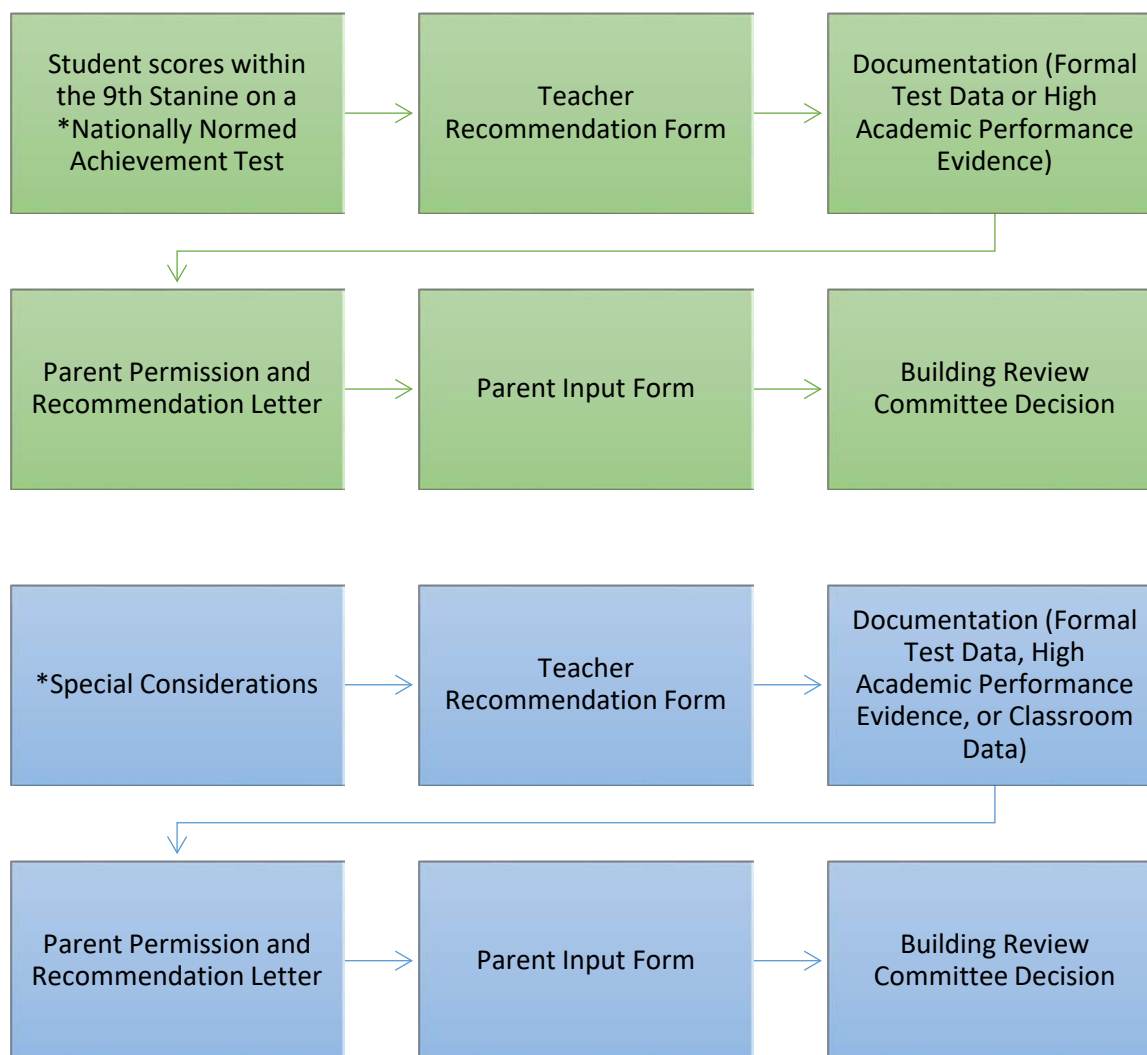 Student scores within
the 9th Stanine on a
*Nationally Normed
Achievement Test
Teacher
Recommendation Form
Documentation (Formal
Test Data or High
Academic Performance
Evidence)
Parent Permission and
Recommendation Letter
Parent Input Form
Building Review
Committee Decision
*Special Considerations
Teacher
Recommendation Form
Documentation (Formal
Test Data, High
Academic Performance
Evidence, or Classroom
Data)
Parent Permission and
Recommendation Letter
Parent Input Form
Building Review
Committee Decision